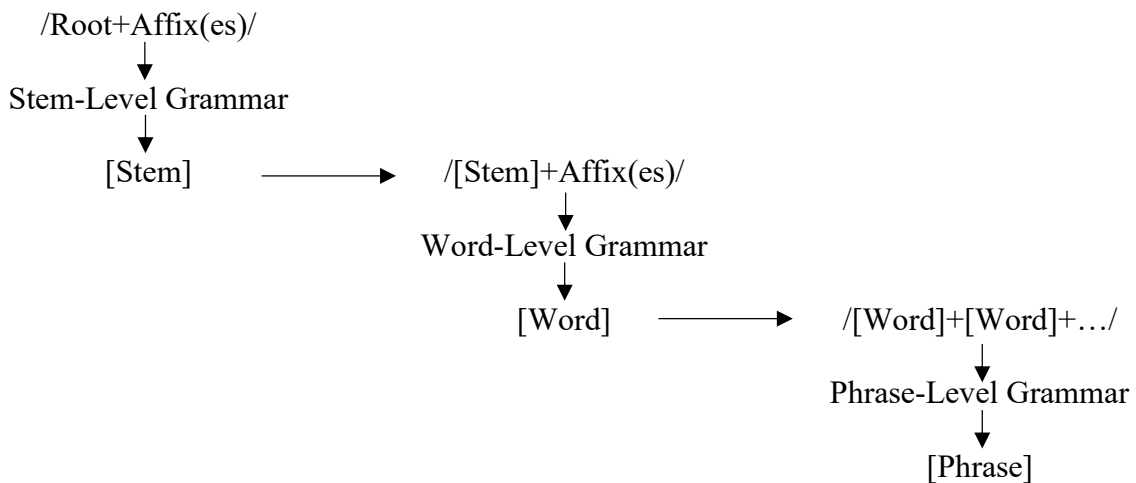 /Root+Affix(es)/
Stem-Level Grammar
[Stem]
/[Stem]+Affix(es)/
Word-Level Grammar
[Word]
/[Word]+[Word]+…/
Phrase-Level Grammar
[Phrase]